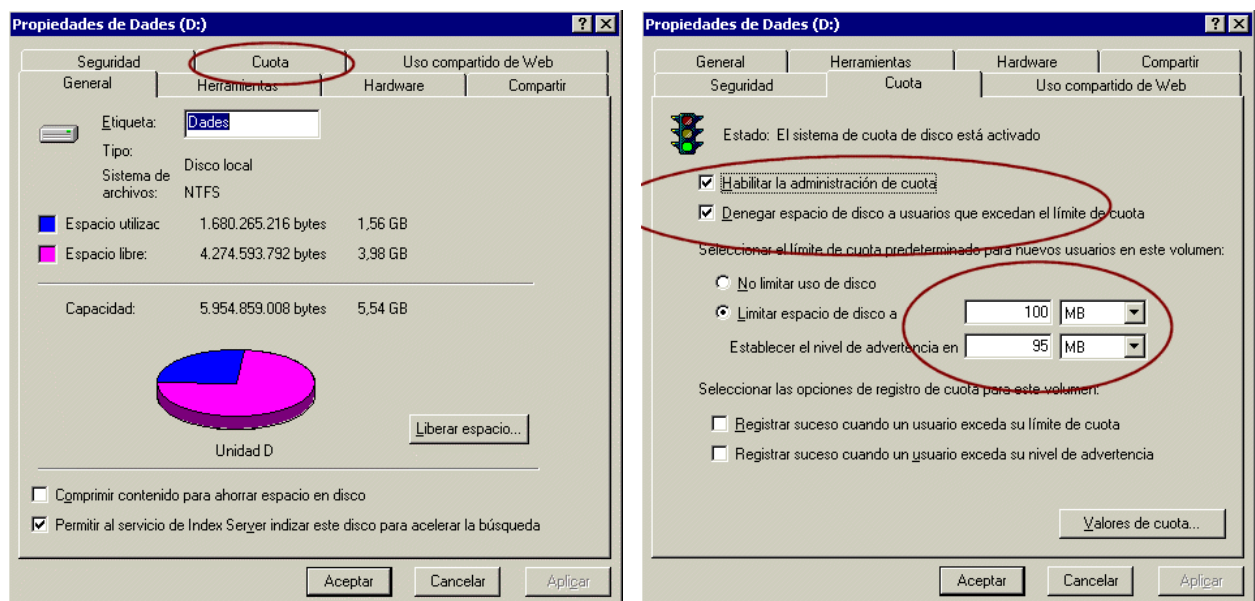 Propiedades de Dades (D:)
Seguridad Cuota Uso compartido de Web
General Herramientas Hardware Compartir
Etiqueta: Dades
Tipo: Disco local
Sistema de archivos: NTFS
Espacio utilizac 1.680.265.216 bytes 1,56 GB
Espacio libre: 4.274.593.792 bytes 3,98 GB
Capacidad: 5.954.859.008 bytes 5,54 GB
Unidad D
Liberar espacio...
Comprimir contenido para ahorrar espacio en disco
Permitir al servicio de Index Server indizar este disco para acelerar la búsqueda
Aceptar Cancelar Aplicar
Propiedades de Dades (D:)
General Herramientas Hardware Compartir
Seguridad Cuota Uso compartido de Web
Estado: El sistema de cuota de disco está activado
Habilitar la administración de cuota
Denegar espacio de disco a usuarios que excedan el límite de cuota
Seleccionar el límite de cuota predeterminado para nuevos usuarios en este volumen:
No limitar uso de disco
Limitar espacio de disco a 100 MB
Establecer el nivel de advertencia en 95 MB
Seleccionar las opciones de registro de cuota para este volumen:
Registrar suceso cuando un usuario exceda su límite de cuota
Registrar suceso cuando un usuario exceda su nivel de advertencia
Valores de cuota...
Aceptar Cancelar Aplicar